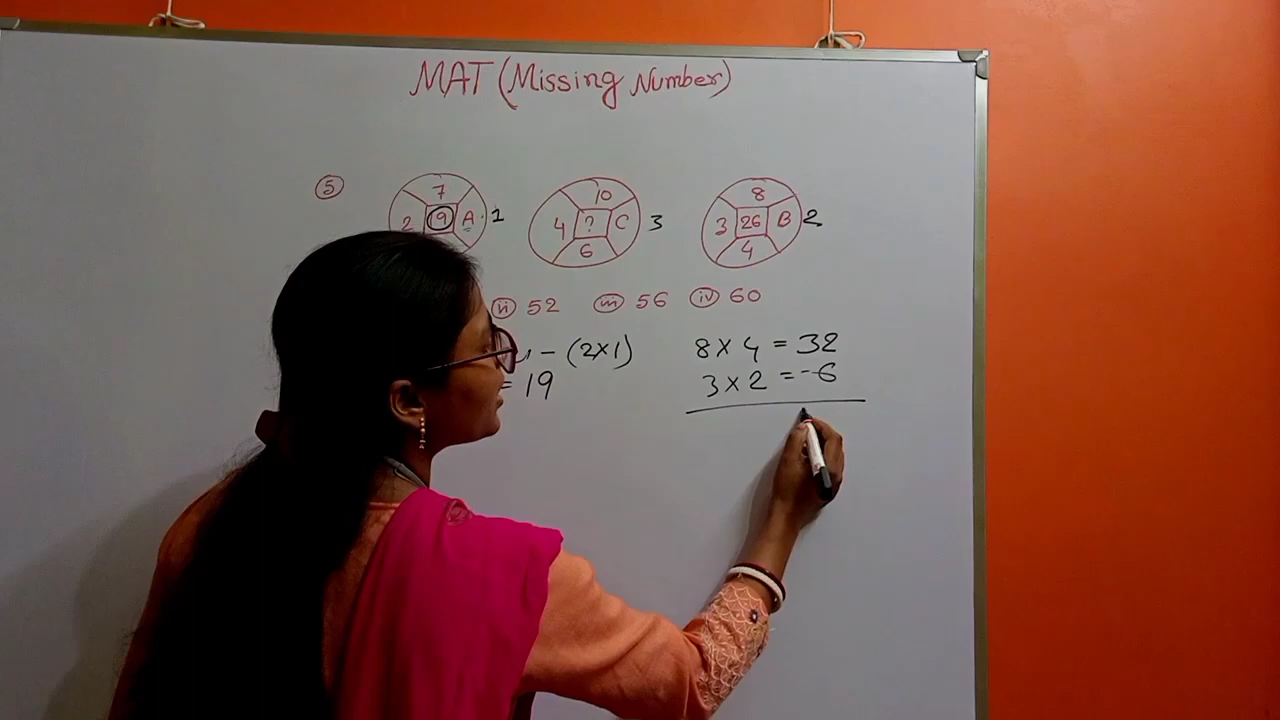 MAT (Missing Number)
5
7
2 19 A 1
10
4 ? C 3
6
8
3 26 B 2
4
ii 52 iii 56 iv 60
- (2×1)
= 19
8 × 4 = 32
3 × 2 = -6